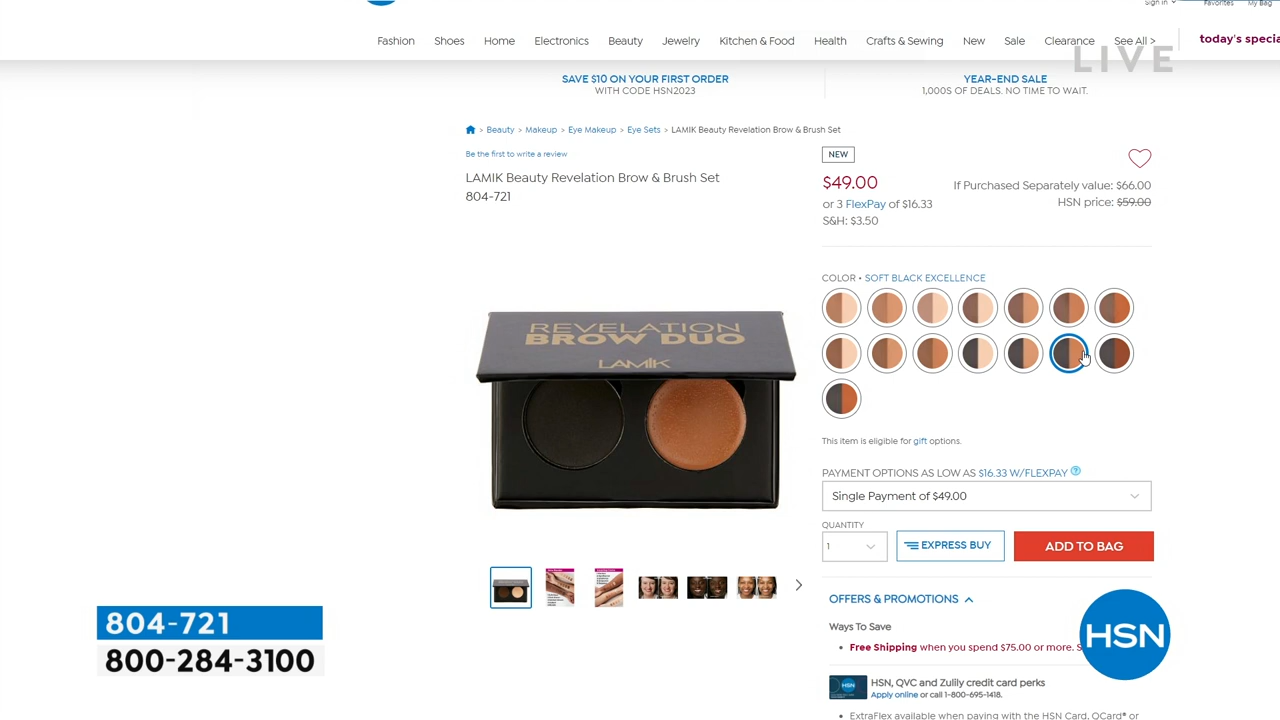 Sign in
Favorites
My Bag
Fashion Shoes Home Electronics Beauty Jewelry Kitchen & Food Health Crafts & Sewing New Sale Clearance See All >
today's specia
LIVE
SAVE $10 ON YOUR FIRST ORDER
WITH CODE HSN2023
YEAR-END SALE
1,000S OF DEALS. NO TIME TO WAIT.
> Beauty > Makeup > Eye Makeup > Eye Sets > LAMIK Beauty Revelation Brow & Brush Set
Be the first to write a review
LAMIK Beauty Revelation Brow & Brush Set
804-721
NEW
$49.00
If Purchased Separately value: $66.00
or 3 FlexPay of $16.33
HSN price: $59.00
S&H: $3.50
COLOR • SOFT BLACK EXCELLENCE
REVELATION
BROW DUO
LAMIK
This item is eligible for gift options.
PAYMENT OPTIONS AS LOW AS $16.33 W/FLEXPAY ?
Single Payment of $49.00
QUANTITY
1
EXPRESS BUY
ADD TO BAG
OFFERS & PROMOTIONS
Ways To Save
• Free Shipping when you spend $75.00 or more. S
HSN
HSN, QVC and Zulily credit card perks
Apply online or call 1-800-695-1418.
• ExtraFlex available when paying with the HSN Card, QCard® or
804-721
800-284-3100